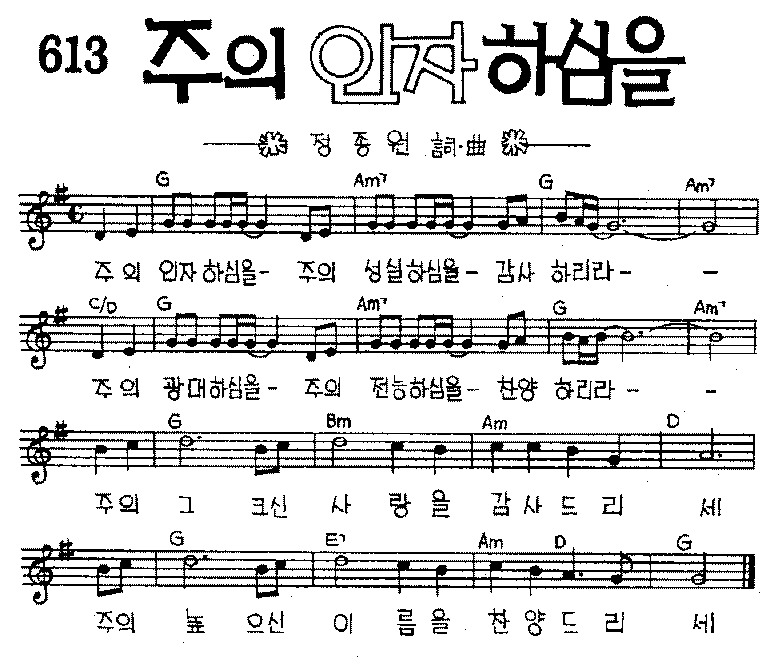 613 주의 인자 하심을
정 종 원 詞·曲
G Am7 G Am7
주 의 인자 하심을- 주의 성실하심을- 감사 하리라- -
C/D G Am7 G Am7
주 의 광대하심을- 주의 전능하심을- 찬양 하리라- -
G Bm Am D
주 의 그 크신 사 랑 을 감 사 드 리 세
G E7 Am D G
주의 높 으신 이 름 을 찬 양 드 리 세